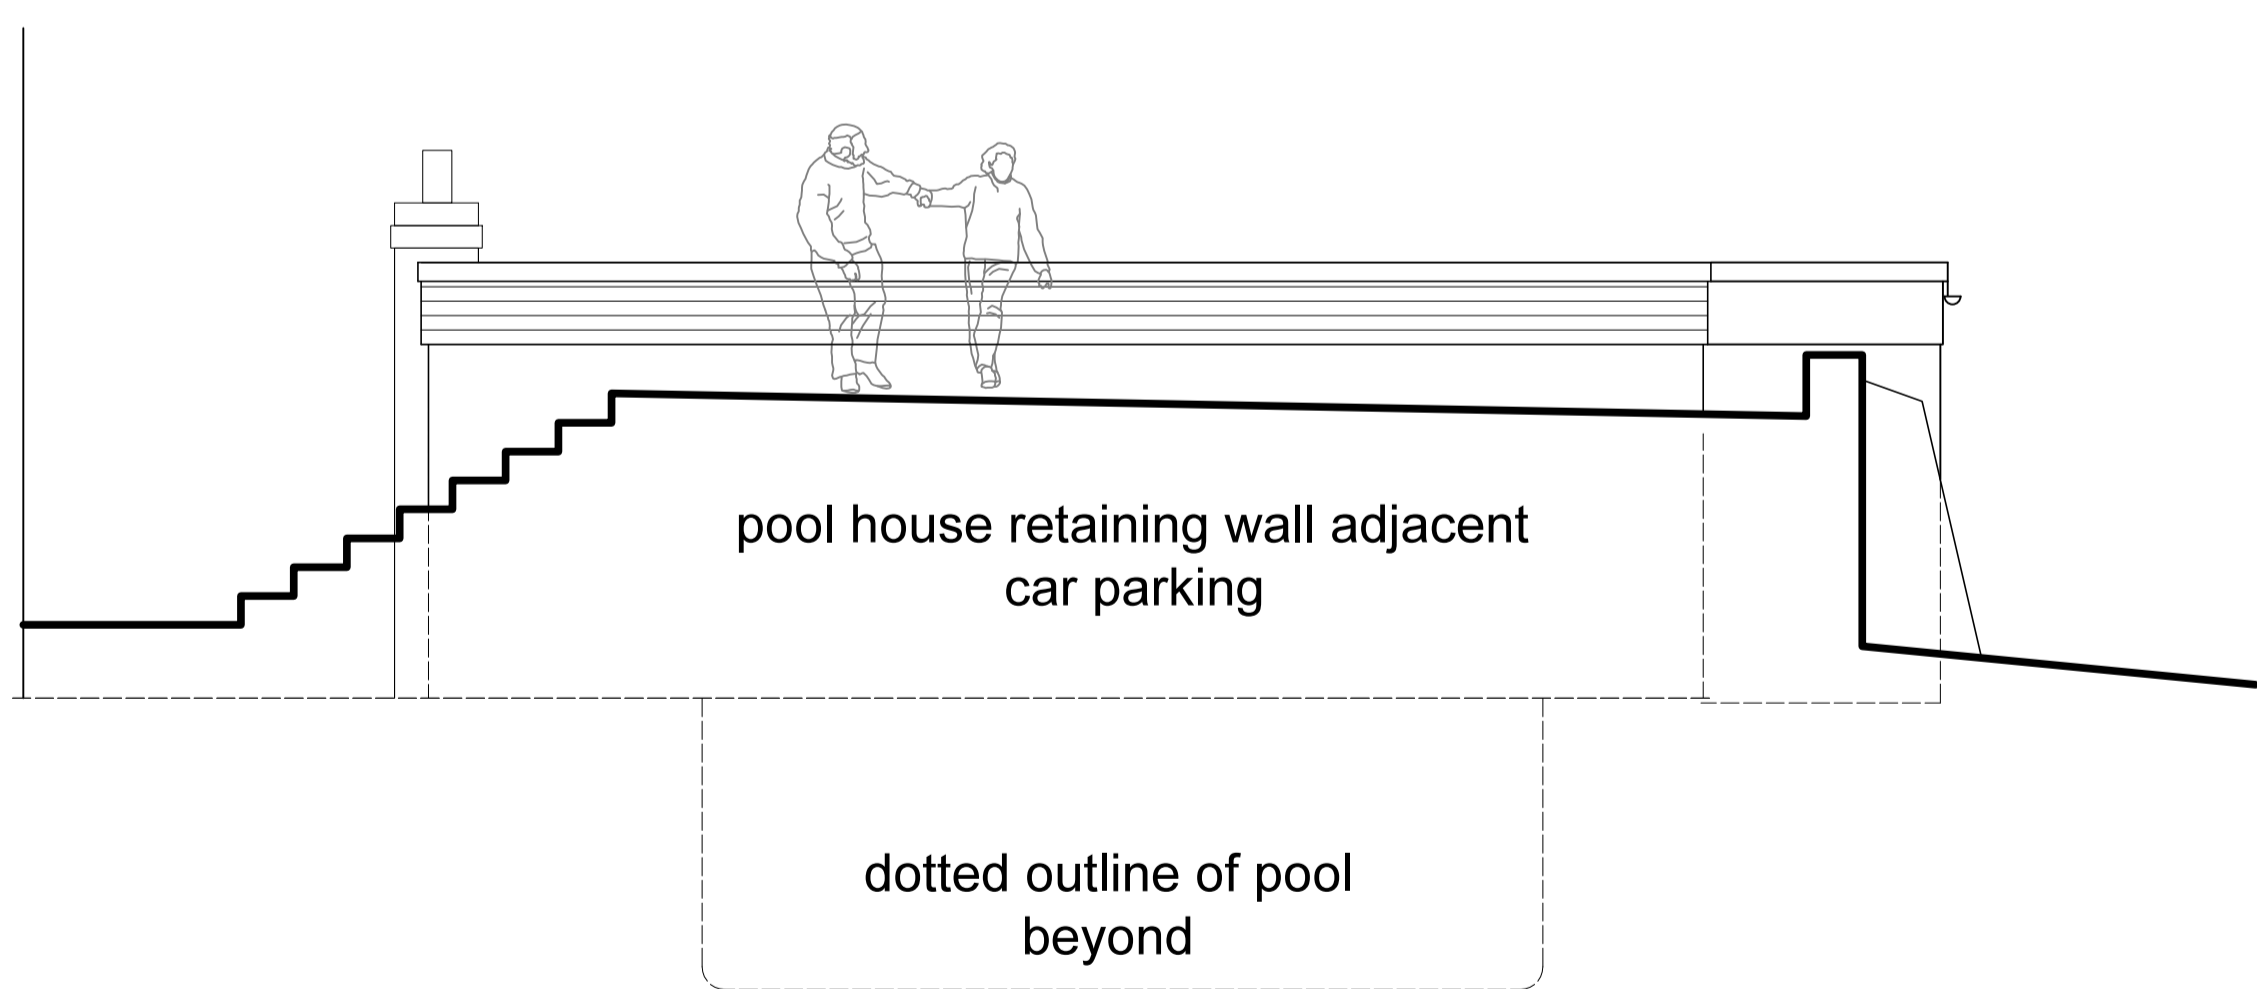 pool house retaining wall adjacent
car parking
dotted outline of pool
beyond